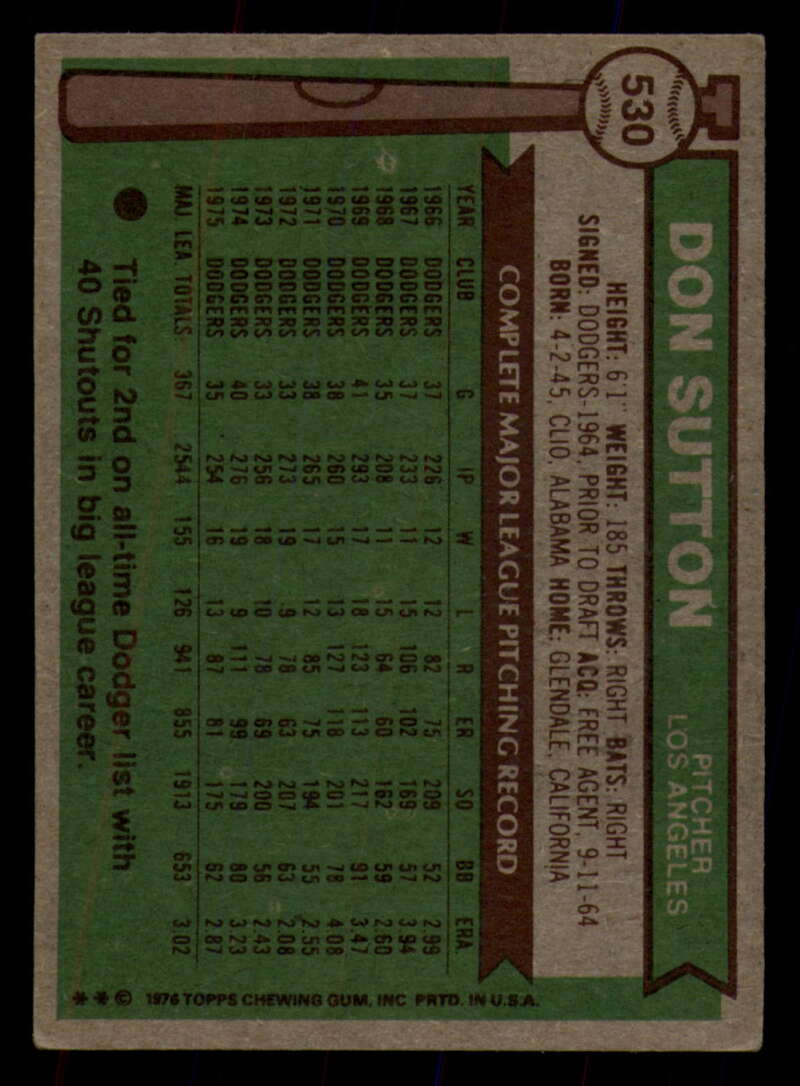 530
DON SUTTON
PITCHER
LOS ANGELES
HEIGHT: 6'1" WEIGHT: 185 THROWS: RIGHT BATS: RIGHT
SIGNED: DODGERS-1964, PRIOR TO DRAFT ACQ: FREE AGENT, 9-11-64
BORN: 4-2-45, CLIO, ALABAMA HOME: GLENDALE, CALIFORNIA
COMPLETE MAJOR LEAGUE PITCHING RECORD
YEAR CLUB G IP W L R ER SO BB ERA
1966 DODGERS 37 226 12 12 82 75 209 52 2.99
1967 DODGERS 37 233 11 15 106 102 169 57 3.94
1968 DODGERS 35 208 11 15 64 60 162 59 2.60
1969 DODGERS 41 293 17 18 123 113 217 91 3.47
1970 DODGERS 38 260 15 13 127 118 201 78 4.08
1971 DODGERS 38 265 17 12 85 75 194 55 2.55
1972 DODGERS 33 273 19 9 78 63 207 63 2.08
1973 DODGERS 33 256 18 10 78 69 200 56 2.43
1974 DODGERS 40 276 19 9 111 99 179 80 3.23
1975 DODGERS 35 254 16 13 87 81 175 62 2.87
MAJ LEA TOTALS 367 2544 155 126 941 855 1913 653 3.02
Tied for 2nd on all-time Dodger list with
40 Shutouts in big league career.
**© 1976 TOPPS CHEWING GUM, INC PRTD. IN U.S.A.